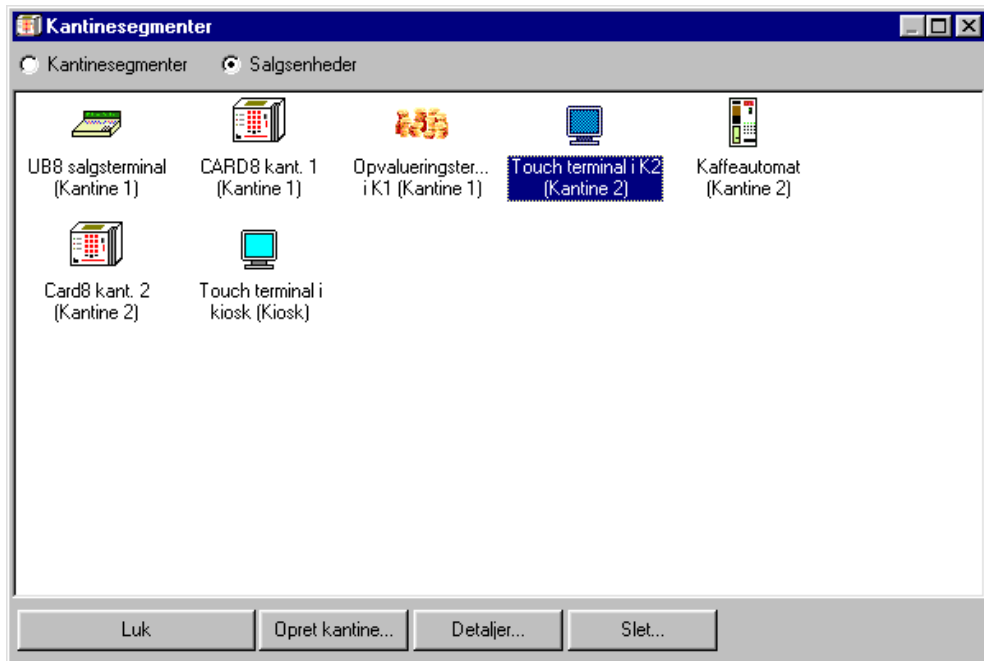 Kantinesegmenter
Kantinesegmenter Salgsenheder
UB8 salgsterminal
(Kantine 1)
CARD8 kant. 1
(Kantine 1)
Opvalueringster...
i K1 (Kantine 1)
Touch terminal i K2
(Kantine 2)
Kaffeautomat
(Kantine 2)
Card8 kant. 2
(Kantine 2)
Touch terminal i
kiosk (Kiosk)
Luk Opret kantine... Detaljer... Slet...